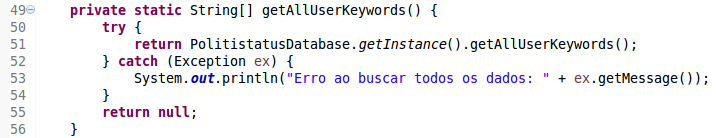 49 private static String[] getAllUserKeywords() {
50 try {
51 return PolitistatusDatabase.getInstance().getAllUserKeywords();
52 } catch (Exception ex) {
53 System.out.println("Erro ao buscar todos os dados: " + ex.getMessage());
54 }
55 return null;
56 }